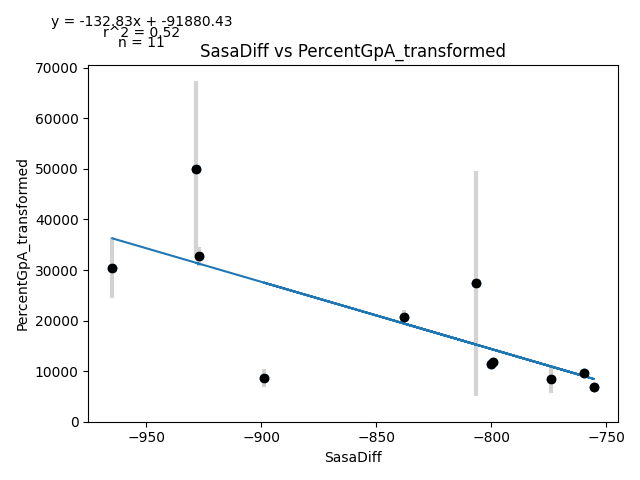 y = -132.83x + -91880.43
r^2 = 0.52
n = 11
SasaDiff vs PercentGpA_transformed
70000
60000
50000
40000
30000
20000
10000
0
PercentGpA_transformed
−950
−900
−850
−800
−750
SasaDiff